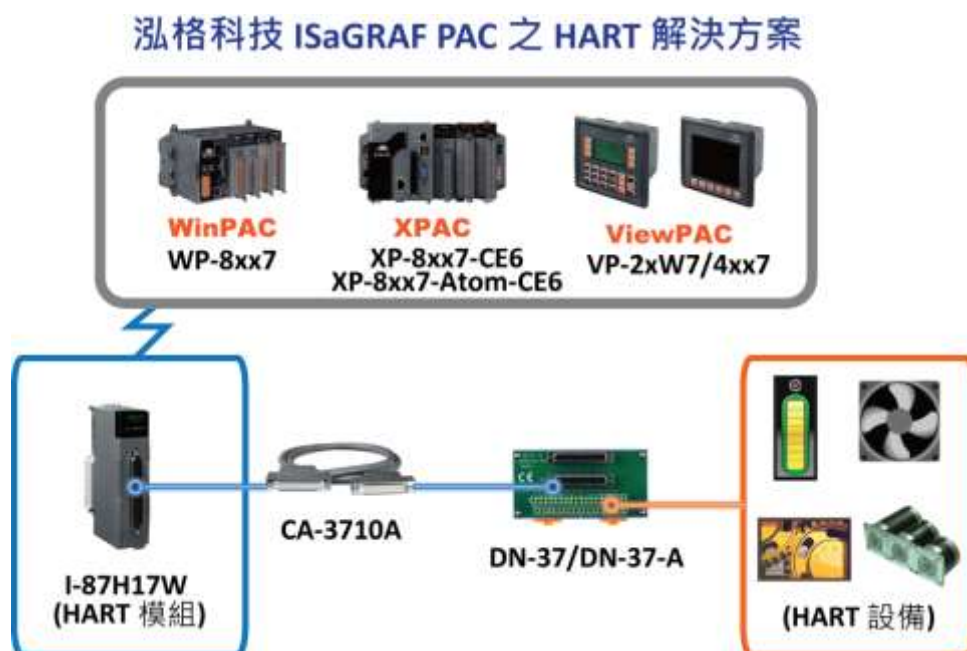 泓格科技 ISaGRAF PAC 之 HART 解決方案
WinPAC
WP-8xx7
XPAC
XP-8xx7-CE6
XP-8xx7-Atom-CE6
ViewPAC
VP-2xW7/4xx7
I-87H17W
(HART 模組)
CA-3710A
DN-37/DN-37-A
(HART 設備)